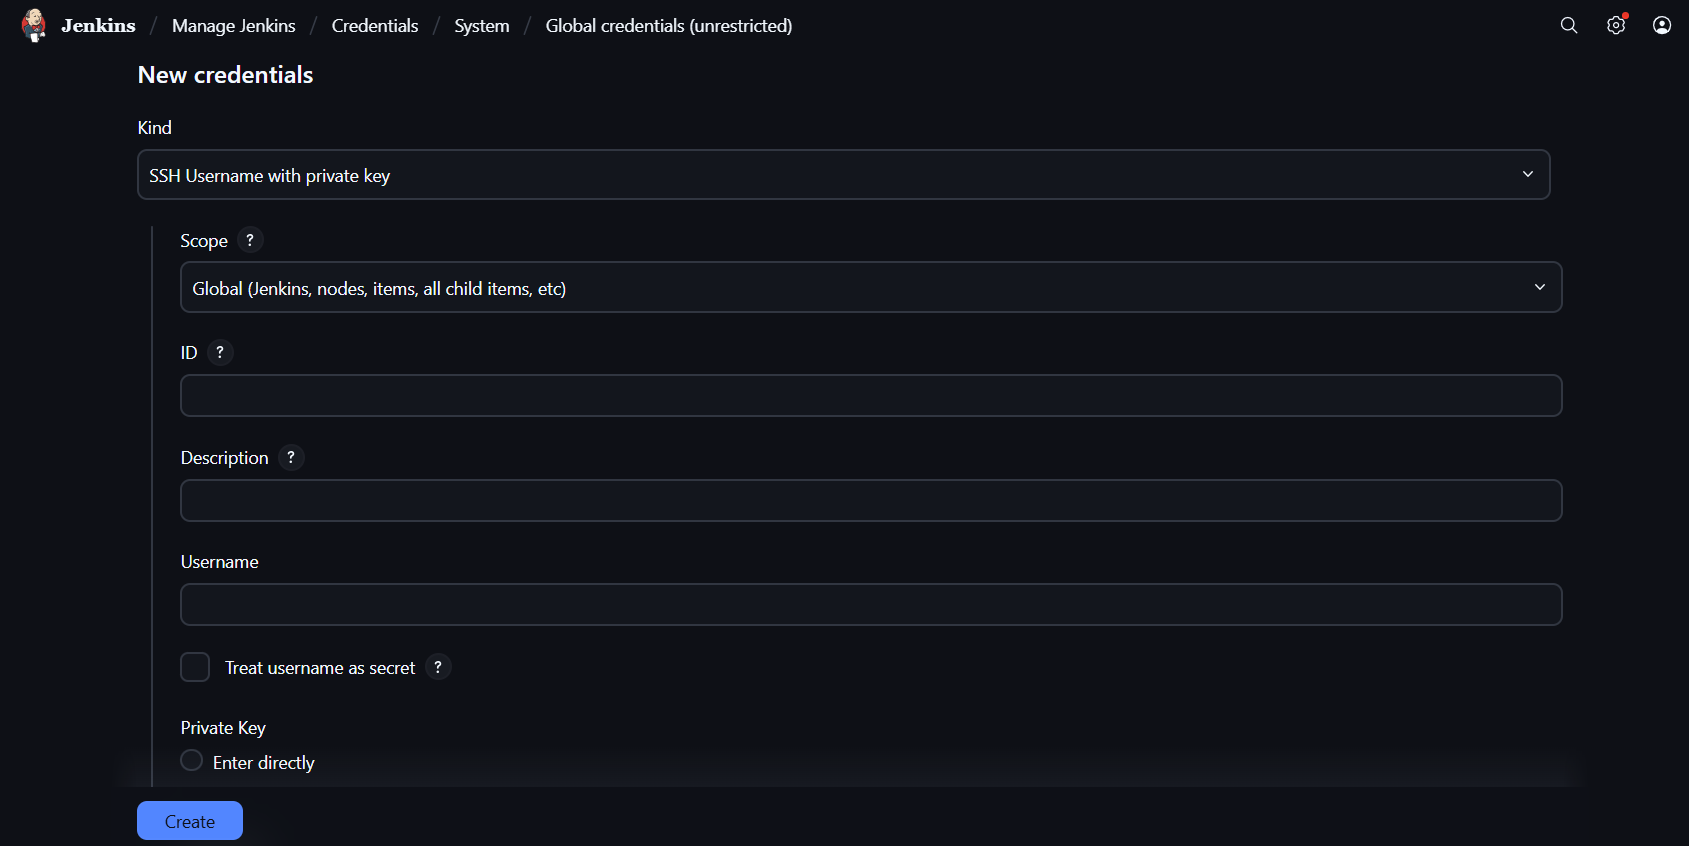 Jenkins / Manage Jenkins / Credentials / System / Global credentials (unrestricted)
New credentials
Kind
SSH Username with private key
Scope ?
Global (Jenkins, nodes, items, all child items, etc)
ID ?
Description ?
Username
Treat username as secret ?
Private Key
Enter directly
Create